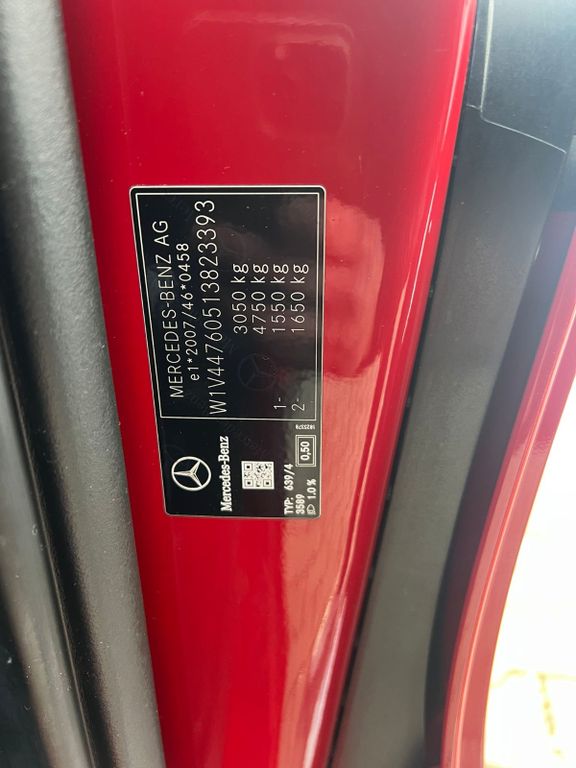 MERCEDES-BENZ AG
e1*2007/46*0458
W1V44760513823393
3050 kg
4750 kg
1- 1550 kg
2- 1650 kg
Mercedes-Benz
TYP: 639/4
3589 0,50
1.0 %